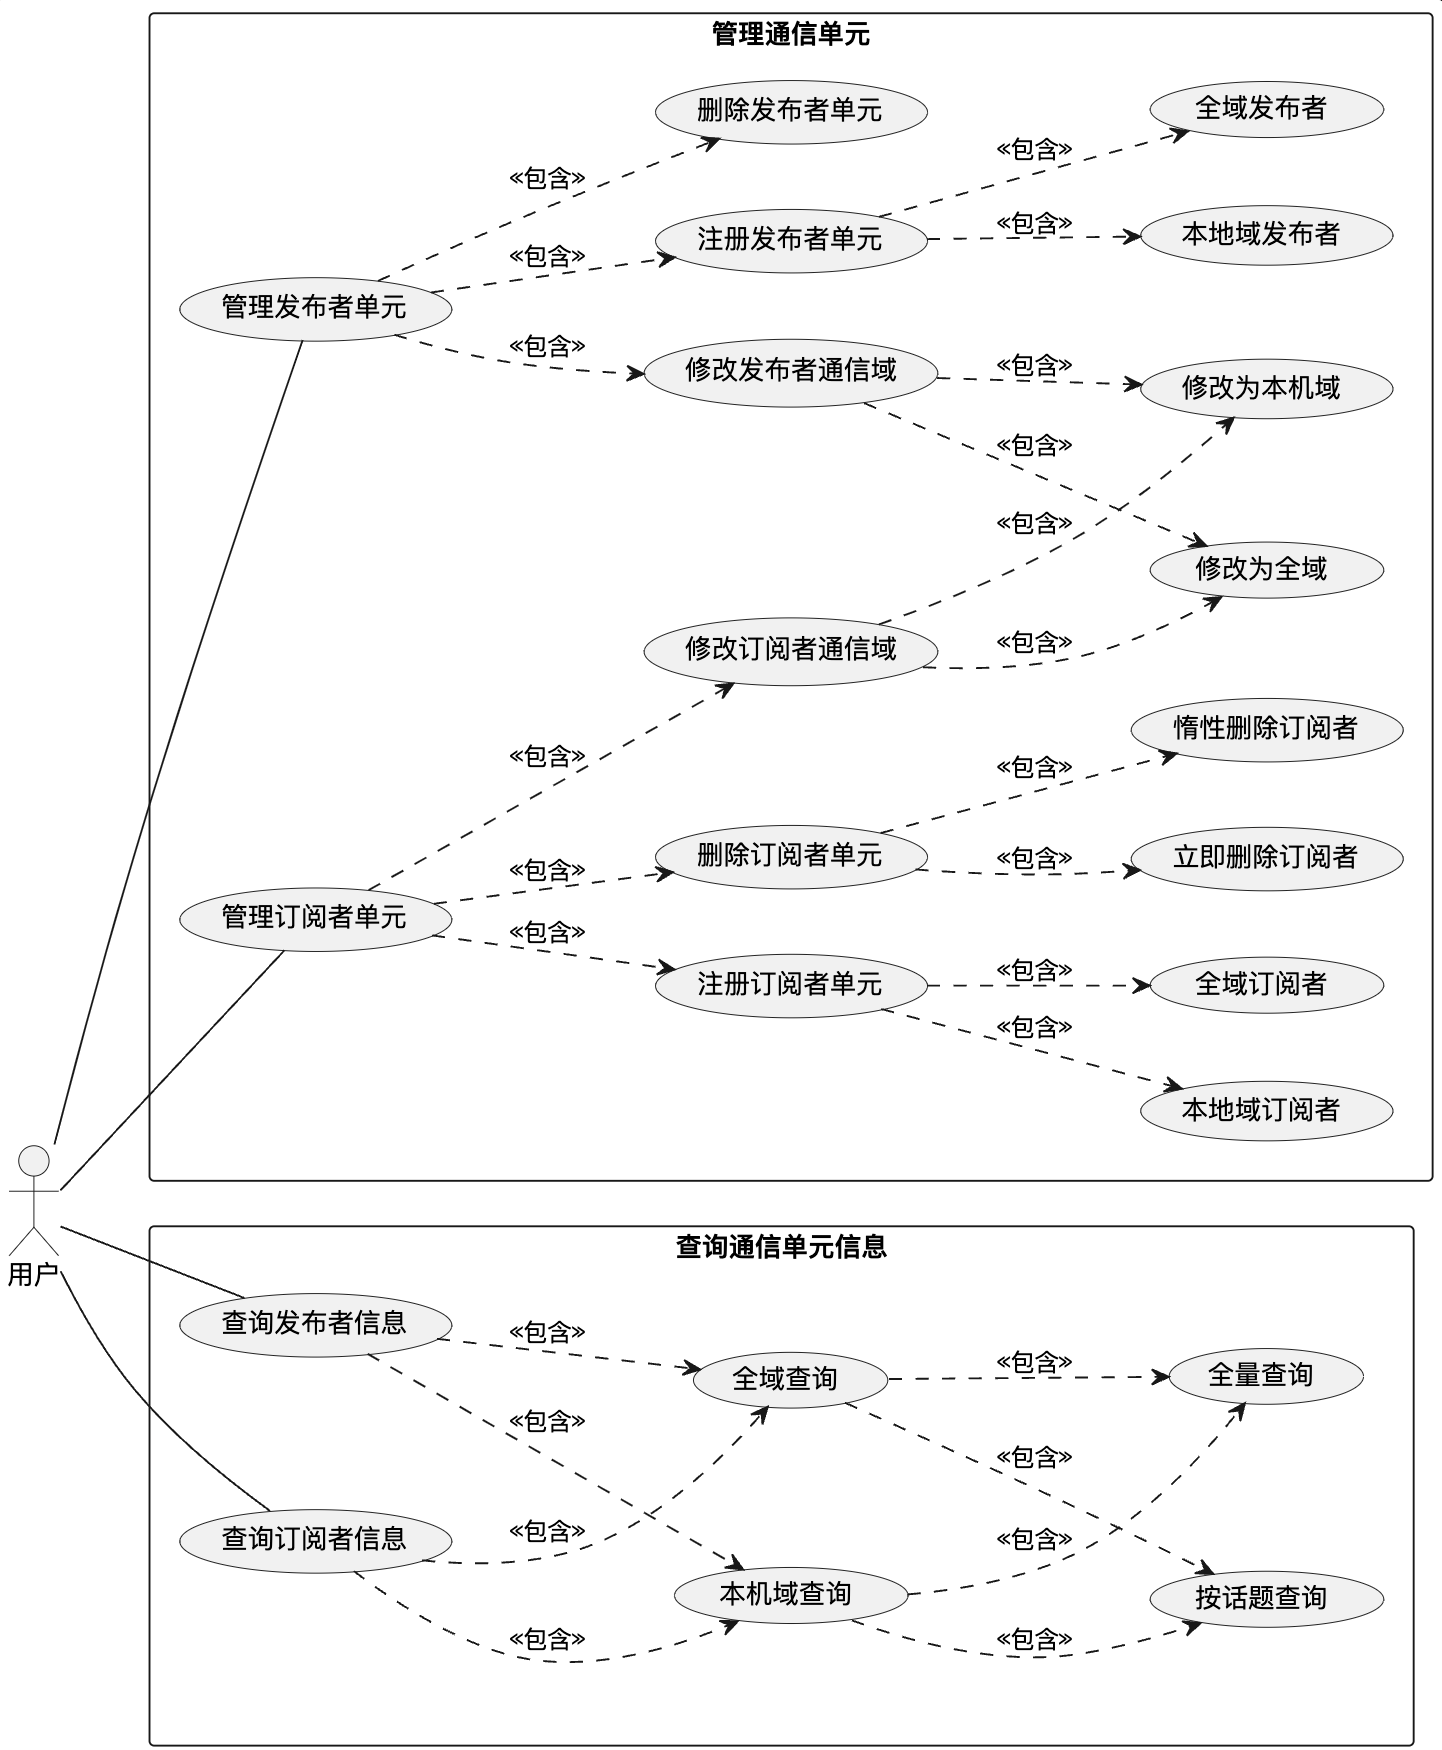 管理通信单元
删除发布者单元
全域发布者
《包含》
《包含》
注册发布者单元
《包含》
本地域发布者
《包含》
管理发布者单元
《包含》
修改发布者通信域
《包含》
修改为本机域
《包含》
《包含》
修改为全域
修改订阅者通信域
《包含》
《包含》
惰性删除订阅者
《包含》
删除订阅者单元
《包含》
立即删除订阅者
《包含》
管理订阅者单元
《包含》
注册订阅者单元
《包含》
全域订阅者
《包含》
本地域订阅者
用户
查询通信单元信息
查询发布者信息
《包含》
全域查询
《包含》
全量查询
《包含》
《包含》
查询订阅者信息
《包含》
《包含》
本机域查询
按话题查询
《包含》
《包含》